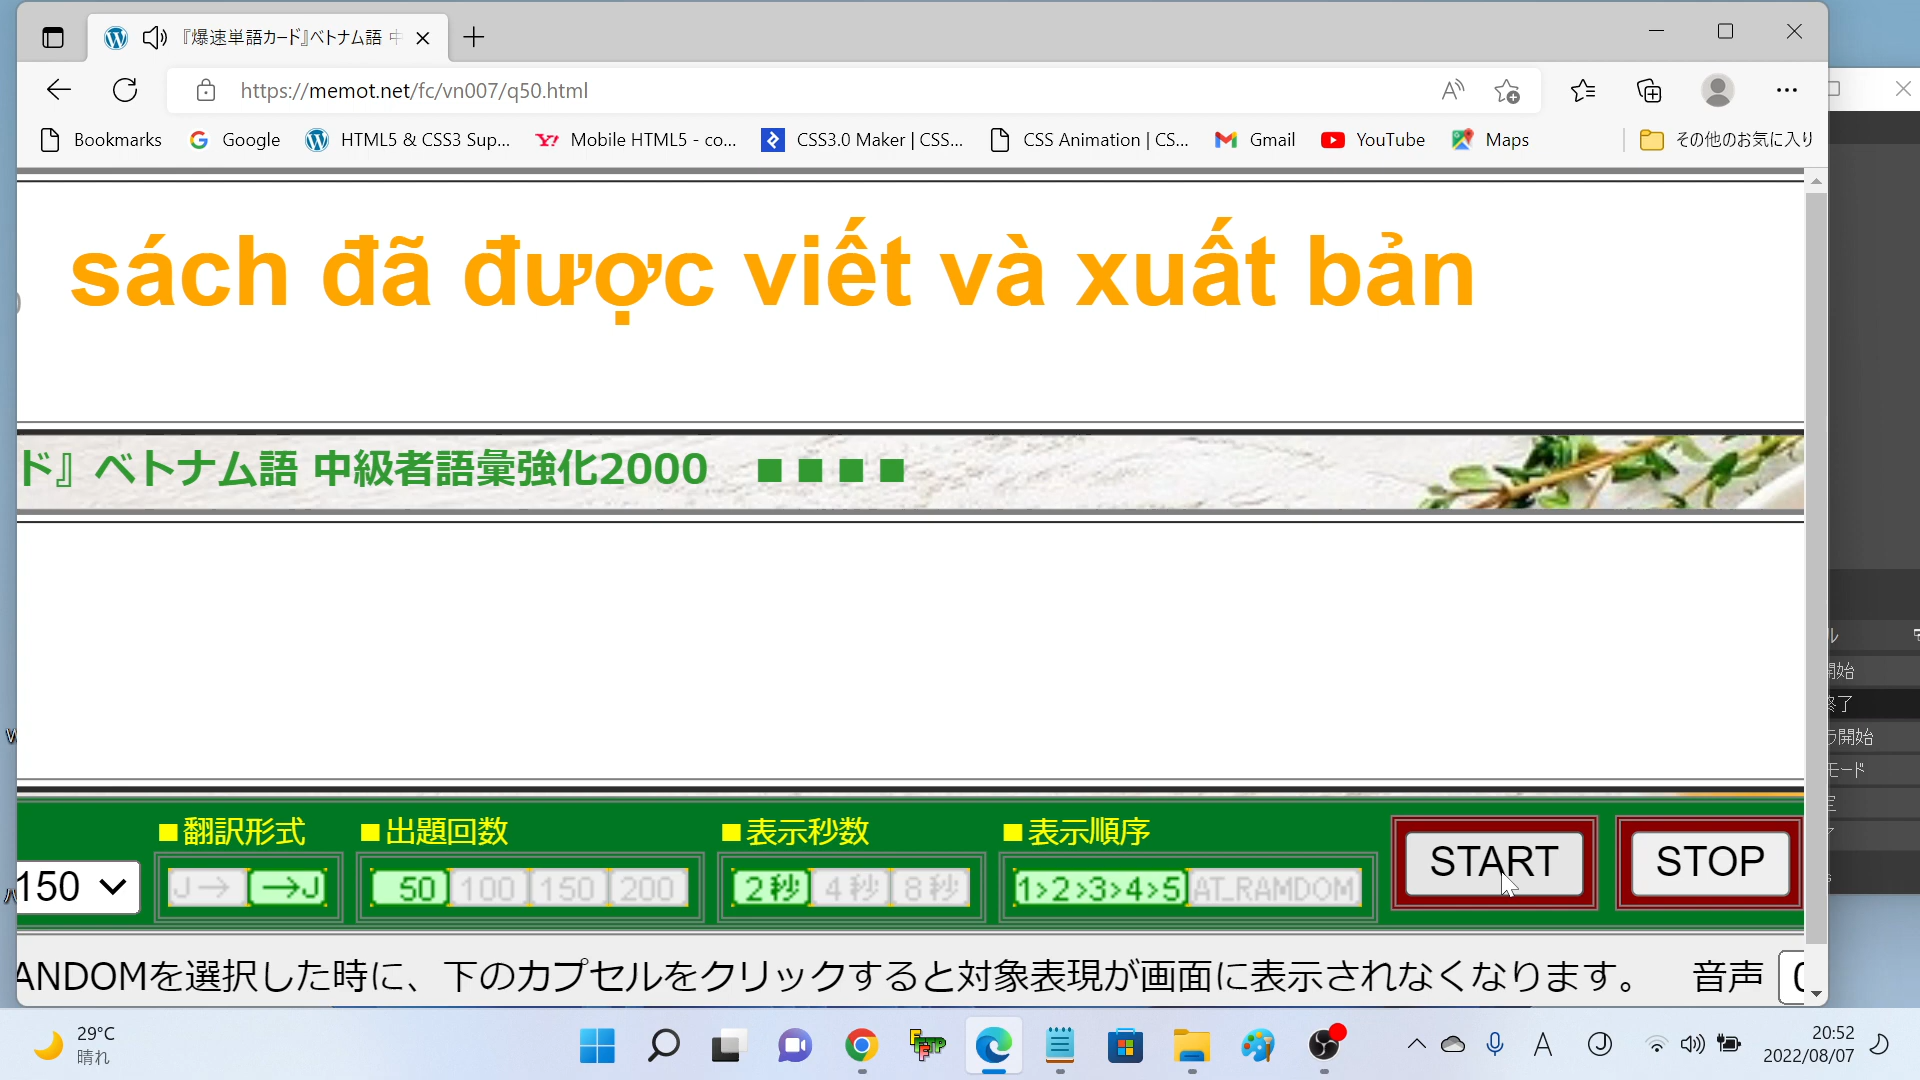 『爆速単語カード』ベトナム語 中
https://memot.net/fc/vn007/q50.html
Bookmarks Google HTML5 & CSS3 Sup... Mobile HTML5 - co... CSS3.0 Maker | CSS... CSS Animation | CS... Gmail YouTube Maps その他のお気に入り
sách đã được viết và xuất bản
ド』ベトナム語 中級者語彙強化2000 ■ ■ ■ ■
■翻訳形式 ■出題回数 ■表示秒数 ■表示順序
150 J→ →J 50 100 150 200 2秒 4秒 8秒 1>2>3>4>5 AT_RAMDOM START STOP
ANDOMを選択した時に、下のカプセルをクリックすると対象表現が画面に表示されなくなります。 音声 0
ル
開始
終了
ラ開始
モード
定
29°C
晴れ
A
20:52
2022/08/07